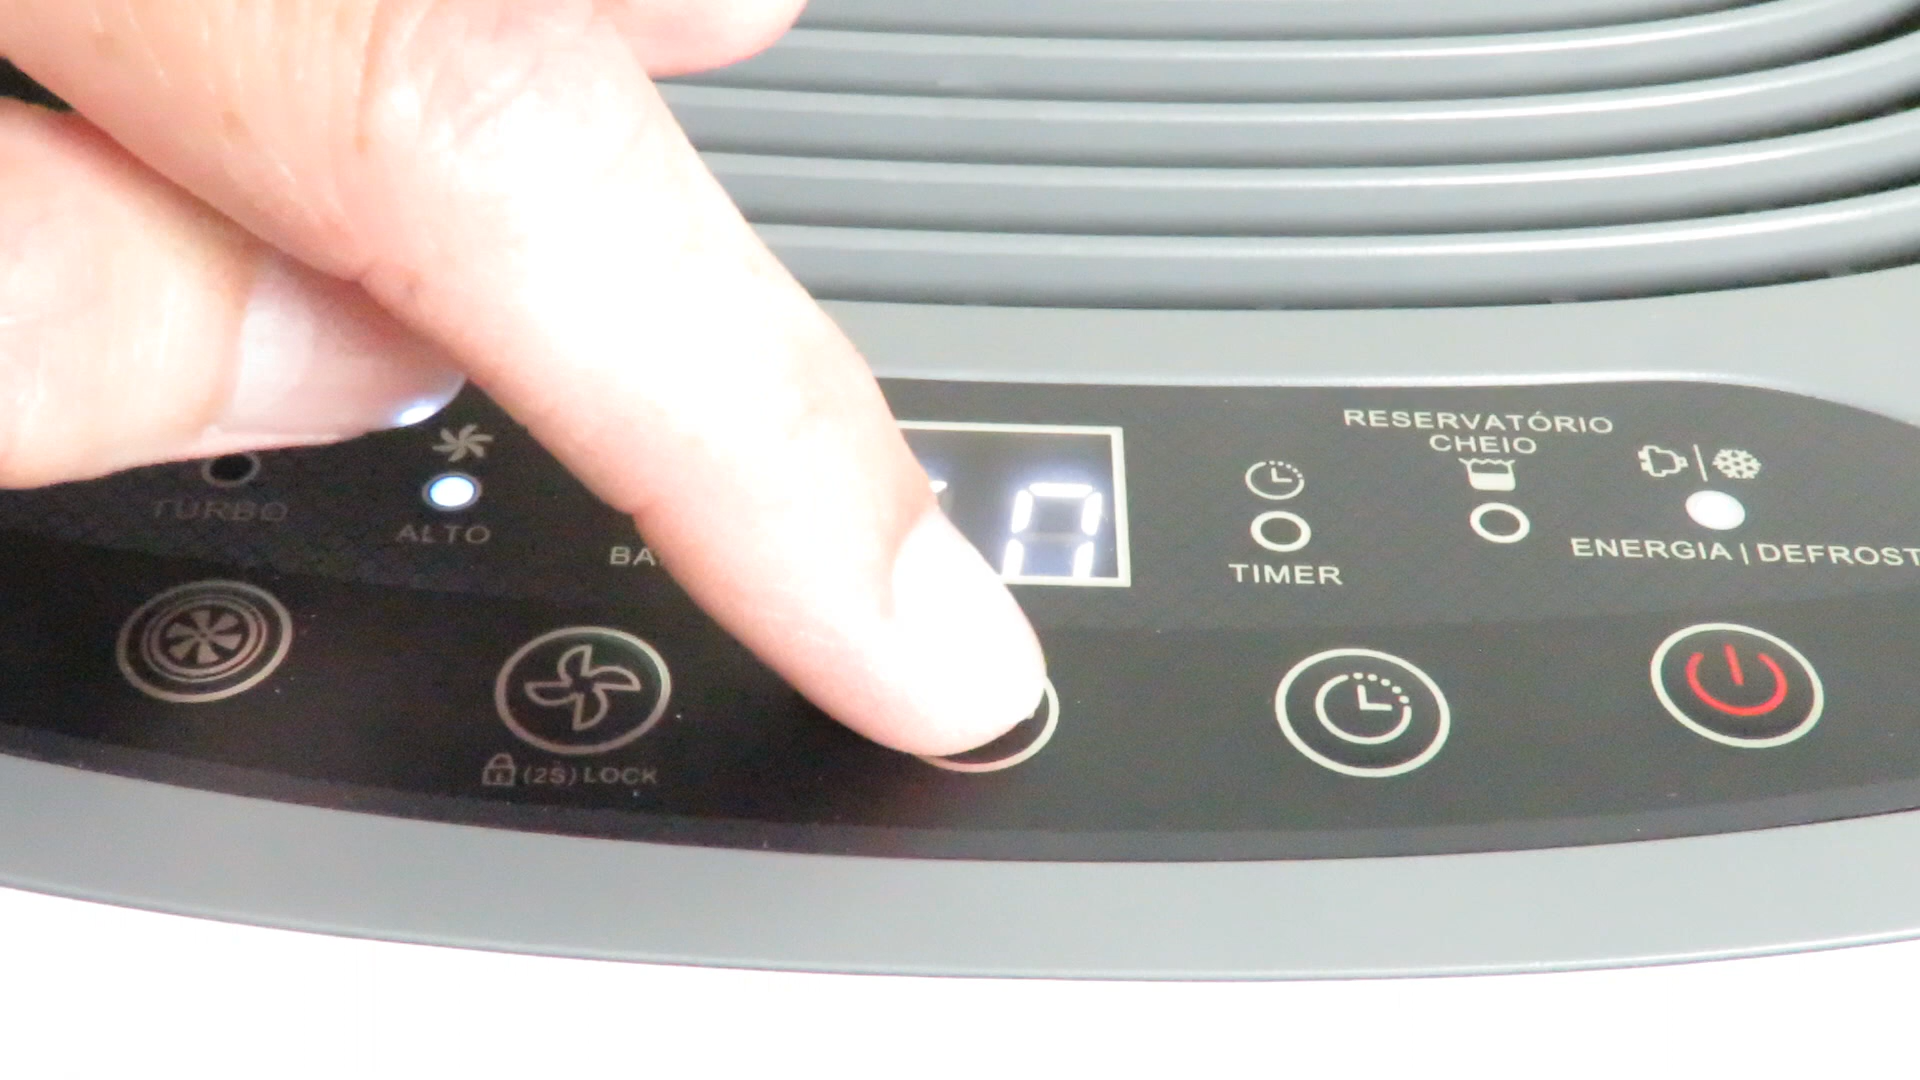 RESERVATÓRIO
CHEIO
TURBO
ALTO
TIMER
ENERGIA | DEFROST
(2S) LOCK